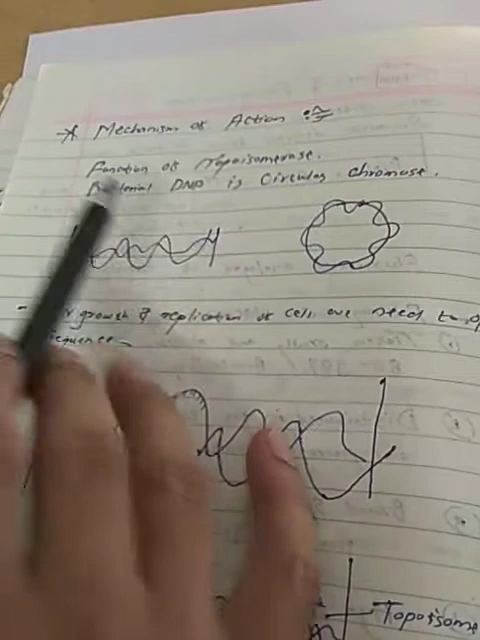 Mechanism of Action :-
Function of Topoisomerase.
Bacterial DNA is Circular chromose.
growth & replication of cell we need to
sequence
Topoisome